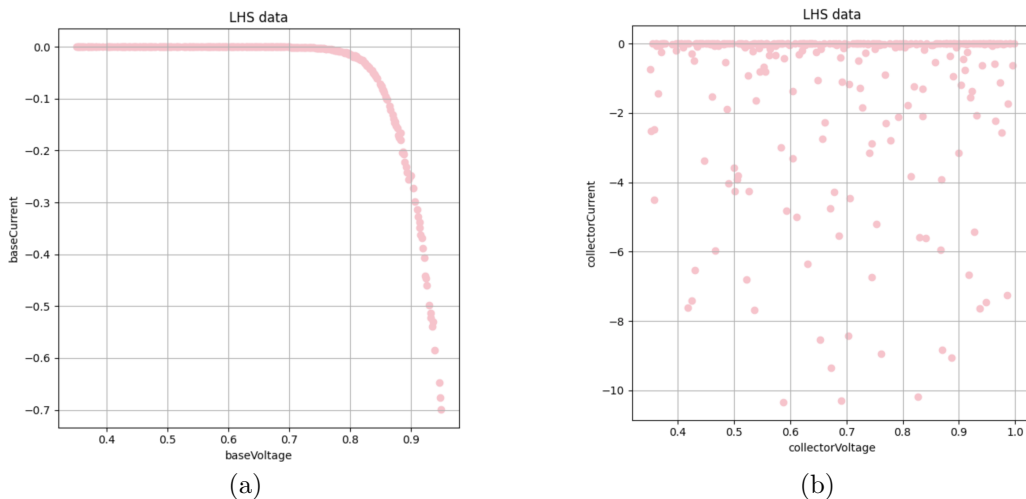 LHS data
baseCurrent
0.0
−0.1
−0.2
−0.3
−0.4
−0.5
−0.6
−0.7
0.4 0.5 0.6 0.7 0.8 0.9
baseVoltage
(a)
LHS data
collectorCurrent
0
−2
−4
−6
−8
−10
0.4 0.5 0.6 0.7 0.8 0.9 1.0
collectorVoltage
(b)